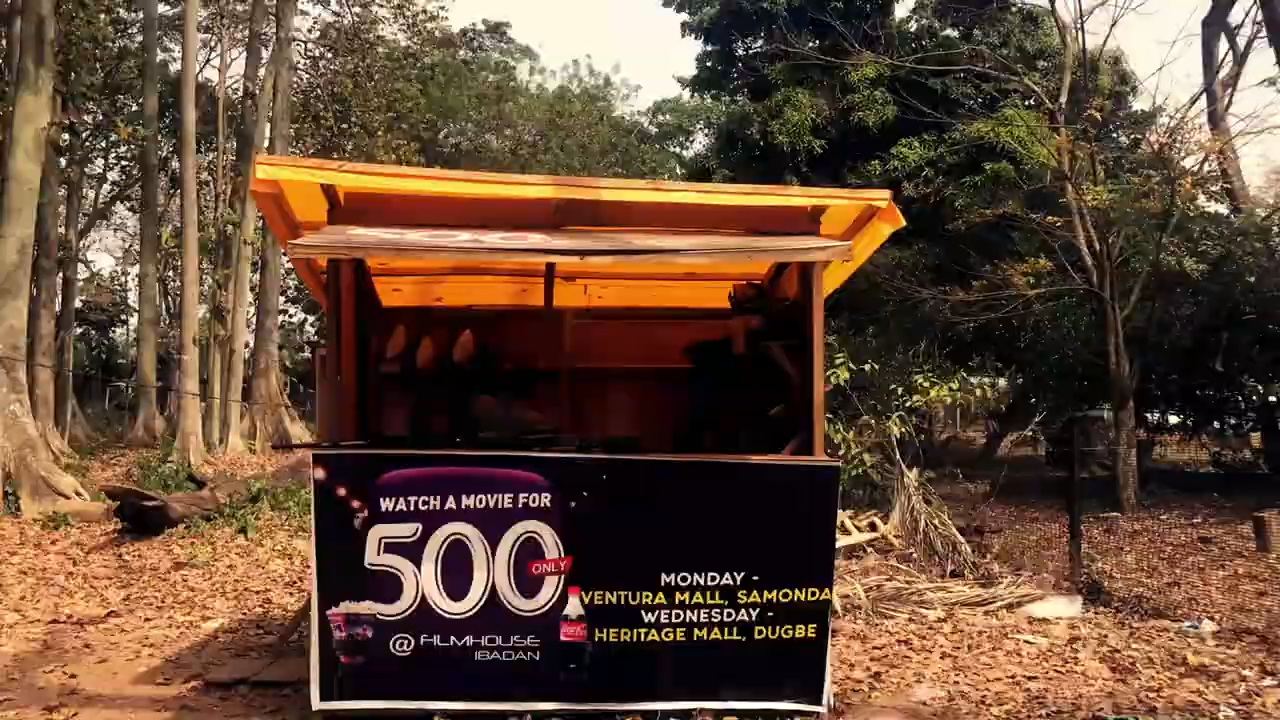 WATCH A MOVIE FOR
500
ONLY
@ FILMHOUSE
IBADAN
MONDAY -
VENTURA MALL, SAMONDA
WEDNESDAY -
HERITAGE MALL, DUGBE